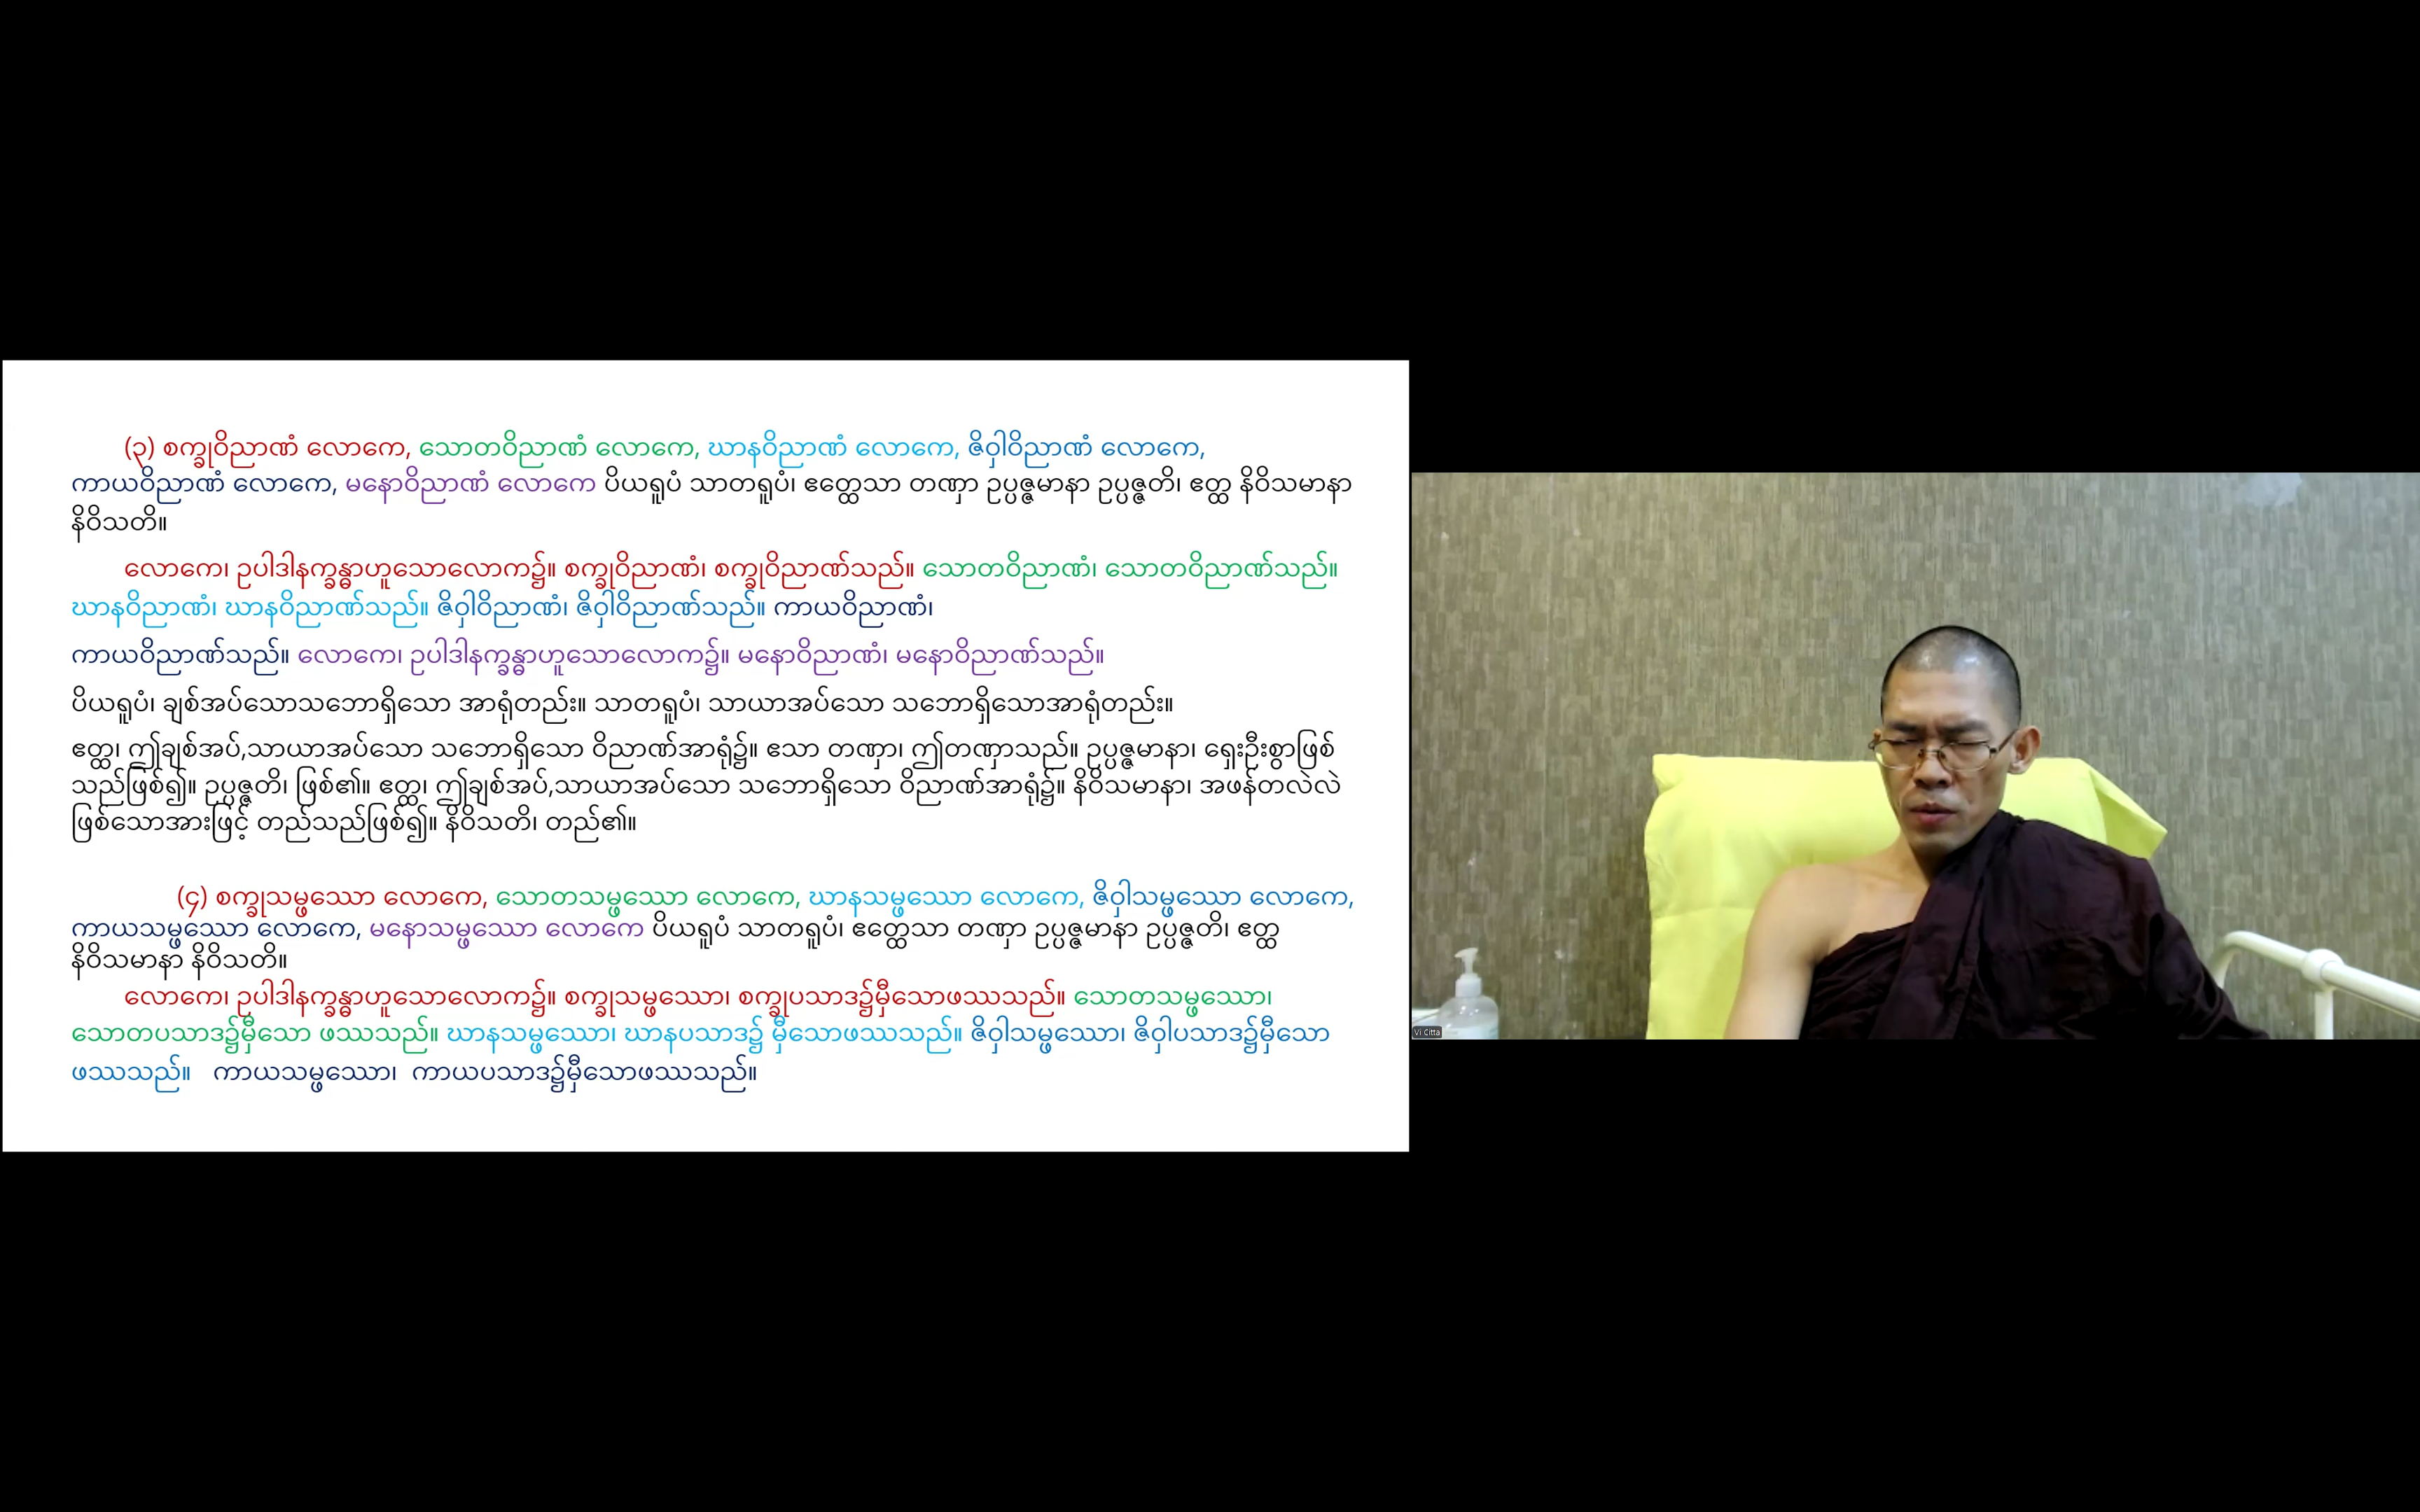 (၃) စက္ခုဝိညာဏံ လောကေ, သောတဝိညာဏံ လောကေ, ဃာနဝိညာဏံ လောကေ, ဇိဝှါဝိညာဏံ လောကေ,
ကာယဝိညာဏံ လောကေ, မနောဝိညာဏံ လောကေ ပိယရူပံ သာတရူပံ၊ ဧတ္ထေသာ တဏှာ ဥပ္ပဇ္ဇမာနာ ဥပ္ပဇ္ဇတိ၊ ဧတ္ထ နိဝိသမာနာ
နိဝိသတိ။
လောကေ၊ ဥပါဒါနက္ခန္ဓာဟူသောလောက၌။ စက္ခုဝိညာဏံ၊ စက္ခုဝိညာဏ်သည်။ သောတဝိညာဏံ၊ သောတဝိညာဏ်သည်။
ဃာနဝိညာဏံ၊ ဃာနဝိညာဏ်သည်။ ဇိဝှါဝိညာဏံ၊ ဇိဝှါဝိညာဏ်သည်။ ကာယဝိညာဏံ၊
ကာယဝိညာဏ်သည်။ လောကေ၊ ဥပါဒါနက္ခန္ဓာဟူသောလောက၌။ မနောဝိညာဏံ၊ မနောဝိညာဏ်သည်။
ပိယရူပံ၊ ချစ်အပ်သောသဘောရှိသော အာရုံတည်း။ သာတရူပံ၊ သာယာအပ်သော သဘောရှိသောအာရုံတည်း။
ဧတ္ထ၊ ဤချစ်အပ်,သာယာအပ်သော သဘောရှိသော ဝိညာဏ်အာရုံ၌။ ဧသာ တဏှာ၊ ဤတဏှာသည်။ ဥပ္ပဇ္ဇမာနာ၊ ရှေးဦးစွာဖြစ်
သည်ဖြစ်၍။ ဥပ္ပဇ္ဇတိ၊ ဖြစ်၏။ ဧတ္ထ၊ ဤချစ်အပ်,သာယာအပ်သော သဘောရှိသော ဝိညာဏ်အာရုံ၌။ နိဝိသမာနာ၊ အဖန်တလဲလဲ
ဖြစ်သောအားဖြင့် တည်သည်ဖြစ်၍။ နိဝိသတိ၊ တည်၏။
(၄) စက္ခုသမ္ဖဿော လောကေ, သောတသမ္ဖဿော လောကေ, ဃာနသမ္ဖဿော လောကေ, ဇိဝှါသမ္ဖဿော လောကေ,
ကာယသမ္ဖဿော လောကေ, မနောသမ္ဖဿော လောကေ ပိယရူပံ သာတရူပံ၊ ဧတ္ထေသာ တဏှာ ဥပ္ပဇ္ဇမာနာ ဥပ္ပဇ္ဇတိ၊ ဧတ္ထ
နိဝိသမာနာ နိဝိသတိ။
လောကေ၊ ဥပါဒါနက္ခန္ဓာဟူသောလောက၌။ စက္ခုသမ္ဖဿော၊ စက္ခုပသာဒ၌မှီသောဖဿသည်။ သောတသမ္ဖဿော၊
သောတပသာဒ၌မှီသော ဖဿသည်။ ဃာနသမ္ဖဿော၊ ဃာနပသာဒ၌ မှီသောဖဿသည်။ ဇိဝှါသမ္ဖဿော၊ ဇိဝှါပသာဒ၌မှီသော
ဖဿသည်။ ကာယသမ္ဖဿော၊ ကာယပသာဒ၌မှီသောဖဿသည်။
Vi Citta